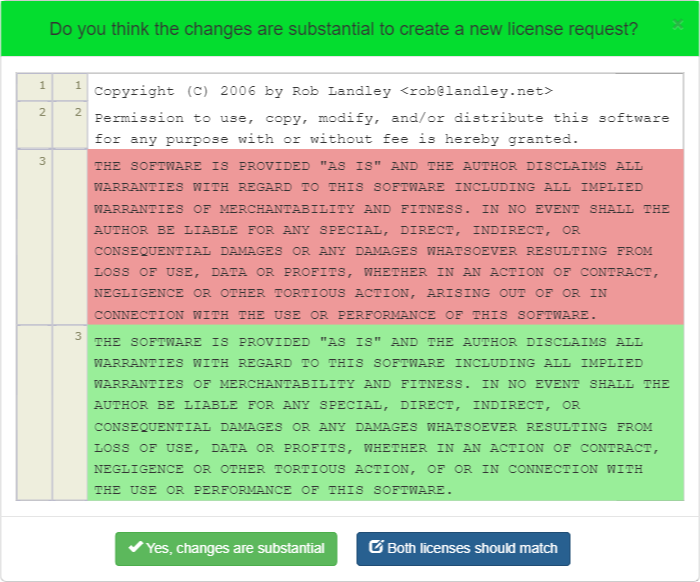 Do you think the changes are substantial to create a new license request? ×
1 1 Copyright (C) 2006 by Rob Landley <rob@landley.net>
2 2 Permission to use, copy, modify, and/or distribute this software
for any purpose with or without fee is hereby granted.
3 THE SOFTWARE IS PROVIDED "AS IS" AND THE AUTHOR DISCLAIMS ALL
WARRANTIES WITH REGARD TO THIS SOFTWARE INCLUDING ALL IMPLIED
WARRANTIES OF MERCHANTABILITY AND FITNESS. IN NO EVENT SHALL THE
AUTHOR BE LIABLE FOR ANY SPECIAL, DIRECT, INDIRECT, OR
CONSEQUENTIAL DAMAGES OR ANY DAMAGES WHATSOEVER RESULTING FROM
LOSS OF USE, DATA OR PROFITS, WHETHER IN AN ACTION OF CONTRACT,
NEGLIGENCE OR OTHER TORTIOUS ACTION, ARISING OUT OF OR IN
CONNECTION WITH THE USE OR PERFORMANCE OF THIS SOFTWARE.
3 THE SOFTWARE IS PROVIDED "AS IS" AND THE AUTHOR DISCLAIMS ALL
WARRANTIES WITH REGARD TO THIS SOFTWARE INCLUDING ALL IMPLIED
WARRANTIES OF MERCHANTABILITY AND FITNESS. IN NO EVENT SHALL THE
AUTHOR BE LIABLE FOR ANY SPECIAL, DIRECT, INDIRECT, OR
CONSEQUENTIAL DAMAGES OR ANY DAMAGES WHATSOEVER RESULTING FROM
LOSS OF USE, DATA OR PROFITS, WHETHER IN AN ACTION OF CONTRACT,
NEGLIGENCE OR OTHER TORTIOUS ACTION, OF OR IN CONNECTION WITH
THE USE OR PERFORMANCE OF THIS SOFTWARE.
Yes, changes are substantial
Both licenses should match